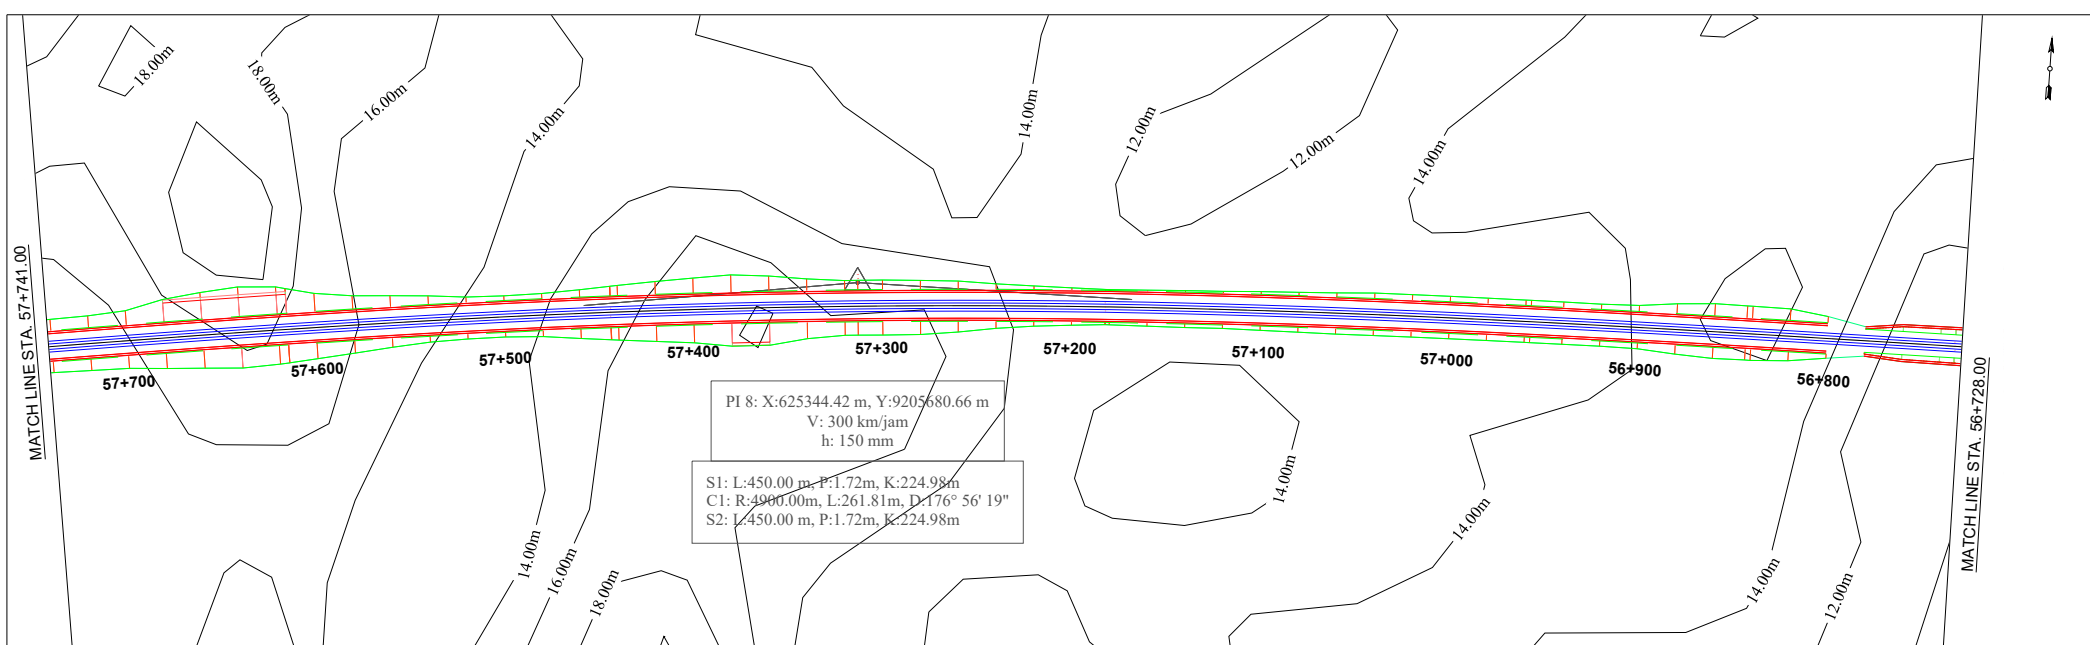 18.00m
18.00m
16.00m
14.00m
14.00m
12.00m
12.00m
14.00m
MATCH LINE STA. 57+741.00
57+700
57+600
57+500
57+400
57+300
57+200
57+100
57+000
56+900
56+800
MATCH LINE STA. 56+728.00
PI 8: X:625344.42 m, Y:9205680.66 m
V: 300 km/jam
h: 150 mm
S1: L:450.00 m, P:1.72m, K:224.98m
C1: R:4900.00m, L:261.81m, D:176° 56' 19"
S2: L:450.00 m, P:1.72m, K:224.98m
14.00m
14.00m
14.00m
16.00m
18.00m
14.00m
12.00m